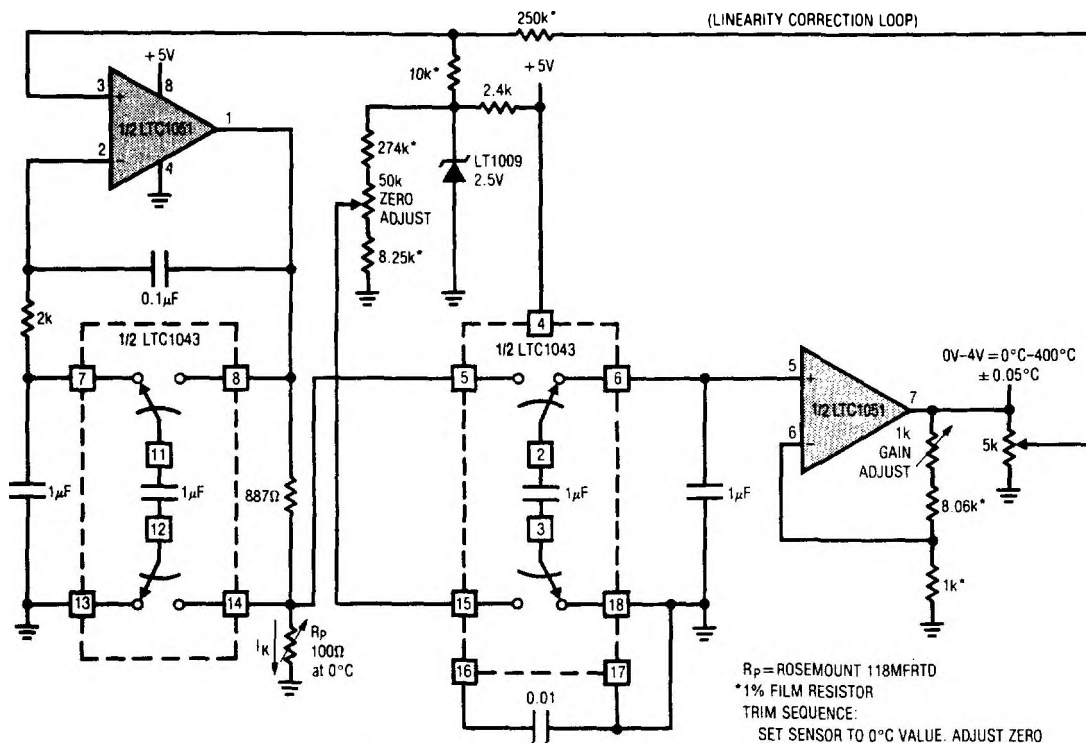 250k*
(LINEARITY CORRECTION LOOP)
+5V
10k*
+5V
3
8
2.4k
+
1/2 LTC1051
1
274k*
LT1009
2.5V
2
−
4
50k
ZERO
ADJUST
8.25k*
0.1µF
2k
1/2 LTC1043
4
1/2 LTC1043
0V–4V = 0°C–400°C
± 0.05°C
7
8
5
6
5
+
7
1/2 LTC1051
11
2
6
−
1k
GAIN
ADJUST
5k
1µF
1µF
887Ω
1µF
1µF
12
3
8.06k*
13
14
15
18
1k*
IK
RP
100Ω
at 0°C
16
17
0.01
RP = ROSEMOUNT 118MFRTD
*1% FILM RESISTOR
TRIM SEQUENCE:
SET SENSOR TO 0°C VALUE. ADJUST ZERO